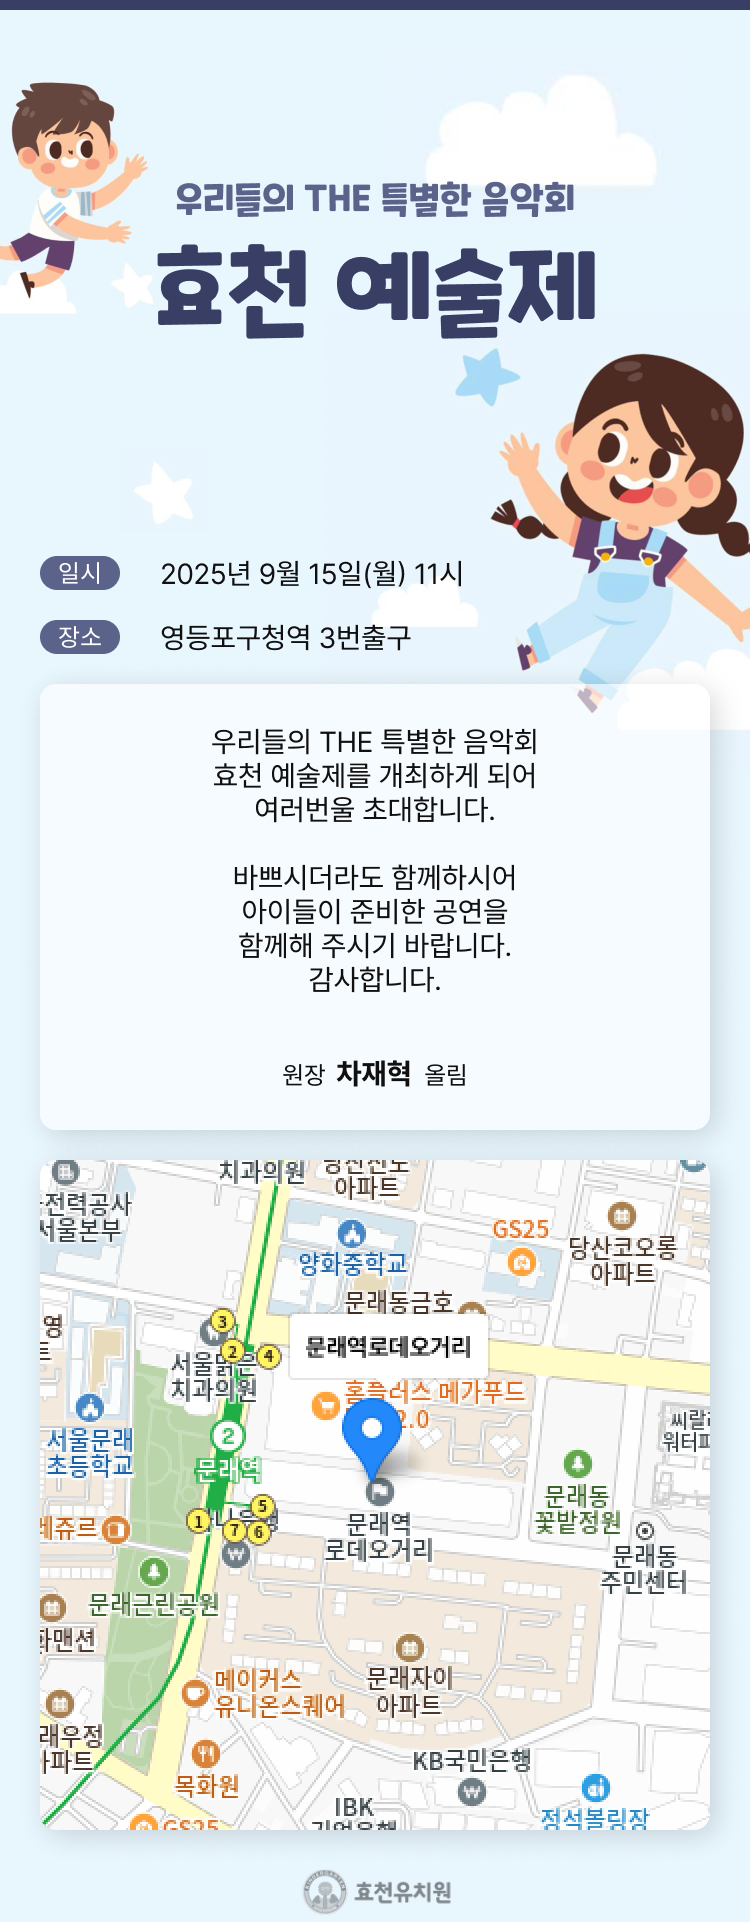 우리들의 THE 특별한 음악회
효천 예술제
일시 2025년 9월 15일(월) 11시
장소 영등포구청역 3번출구
우리들의 THE 특별한 음악회
효천 예술제를 개최하게 되어
여러번울 초대합니다.
바쁘시더라도 함께하시어
아이들이 준비한 공연을
함께해 주시기 바랍니다.
감사합니다.
원장 차재혁 올림
치과의원
아파트
전력공사
서울본부
양화중학교
GS25
당산코오롱
아파트
문래동금호
영
3
2
4
문래역로데오거리
서울맑은
치과의원
홈플러스 메가푸드
2.0
서울문래
초등학교
2
문래역
씨랄라
워터파
문래동
꽃밭정원
1
5
7
6
레쥬르
문래역
로데오거리
문래동
주민센터
문래근린공원
화맨션
메이커스
유니온스퀘어
문래자이
아파트
래우정
아파트
목화원
KB국민은행
IBK
기업은행
정석볼링장
GS25
효천유치원